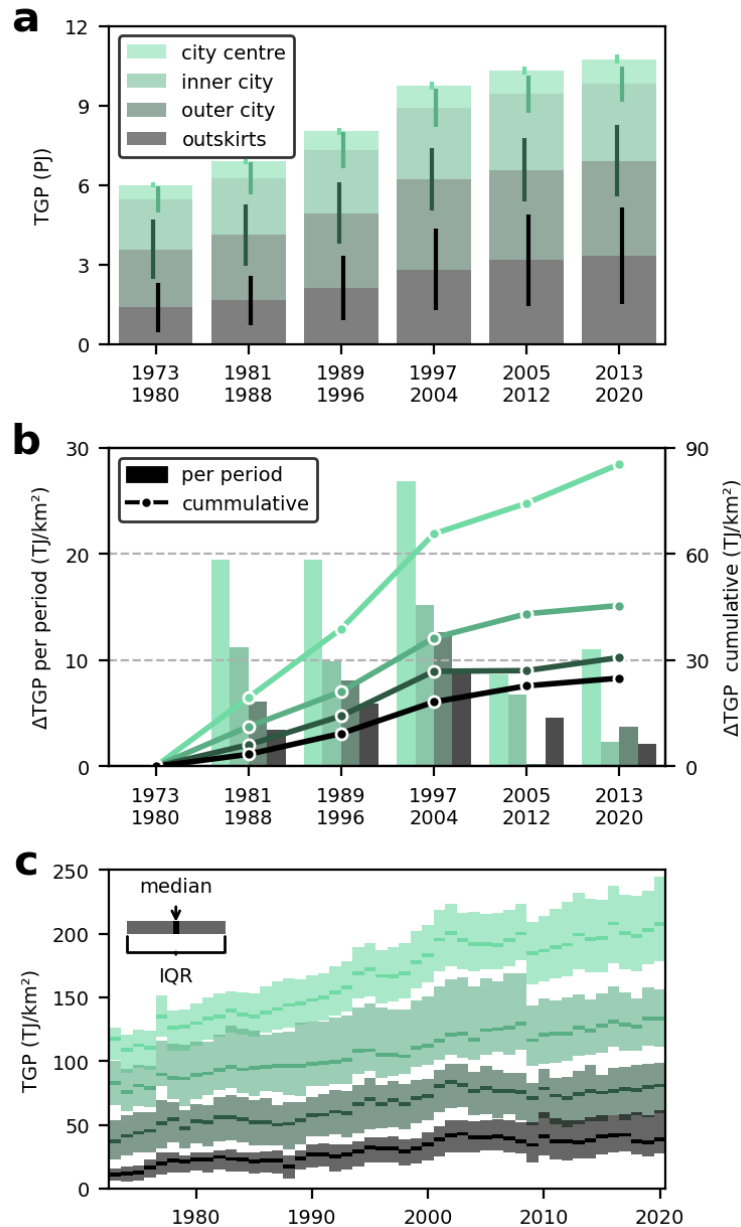 a
12
9
6
3
0
TGP (PJ)
city centre
inner city
outer city
outskirts
1973 1981 1989 1997 2005 2013
1980 1988 1996 2004 2012 2020
b
30
20
10
0
ΔTGP per period (TJ/km²)
per period
cummulative
90
60
30
0
ΔTGP cumulative (TJ/km²)
1973 1981 1989 1997 2005 2013
1980 1988 1996 2004 2012 2020
c
250
200
150
100
50
0
TGP (TJ/km²)
median
IQR
1980 1990 2000 2010 2020